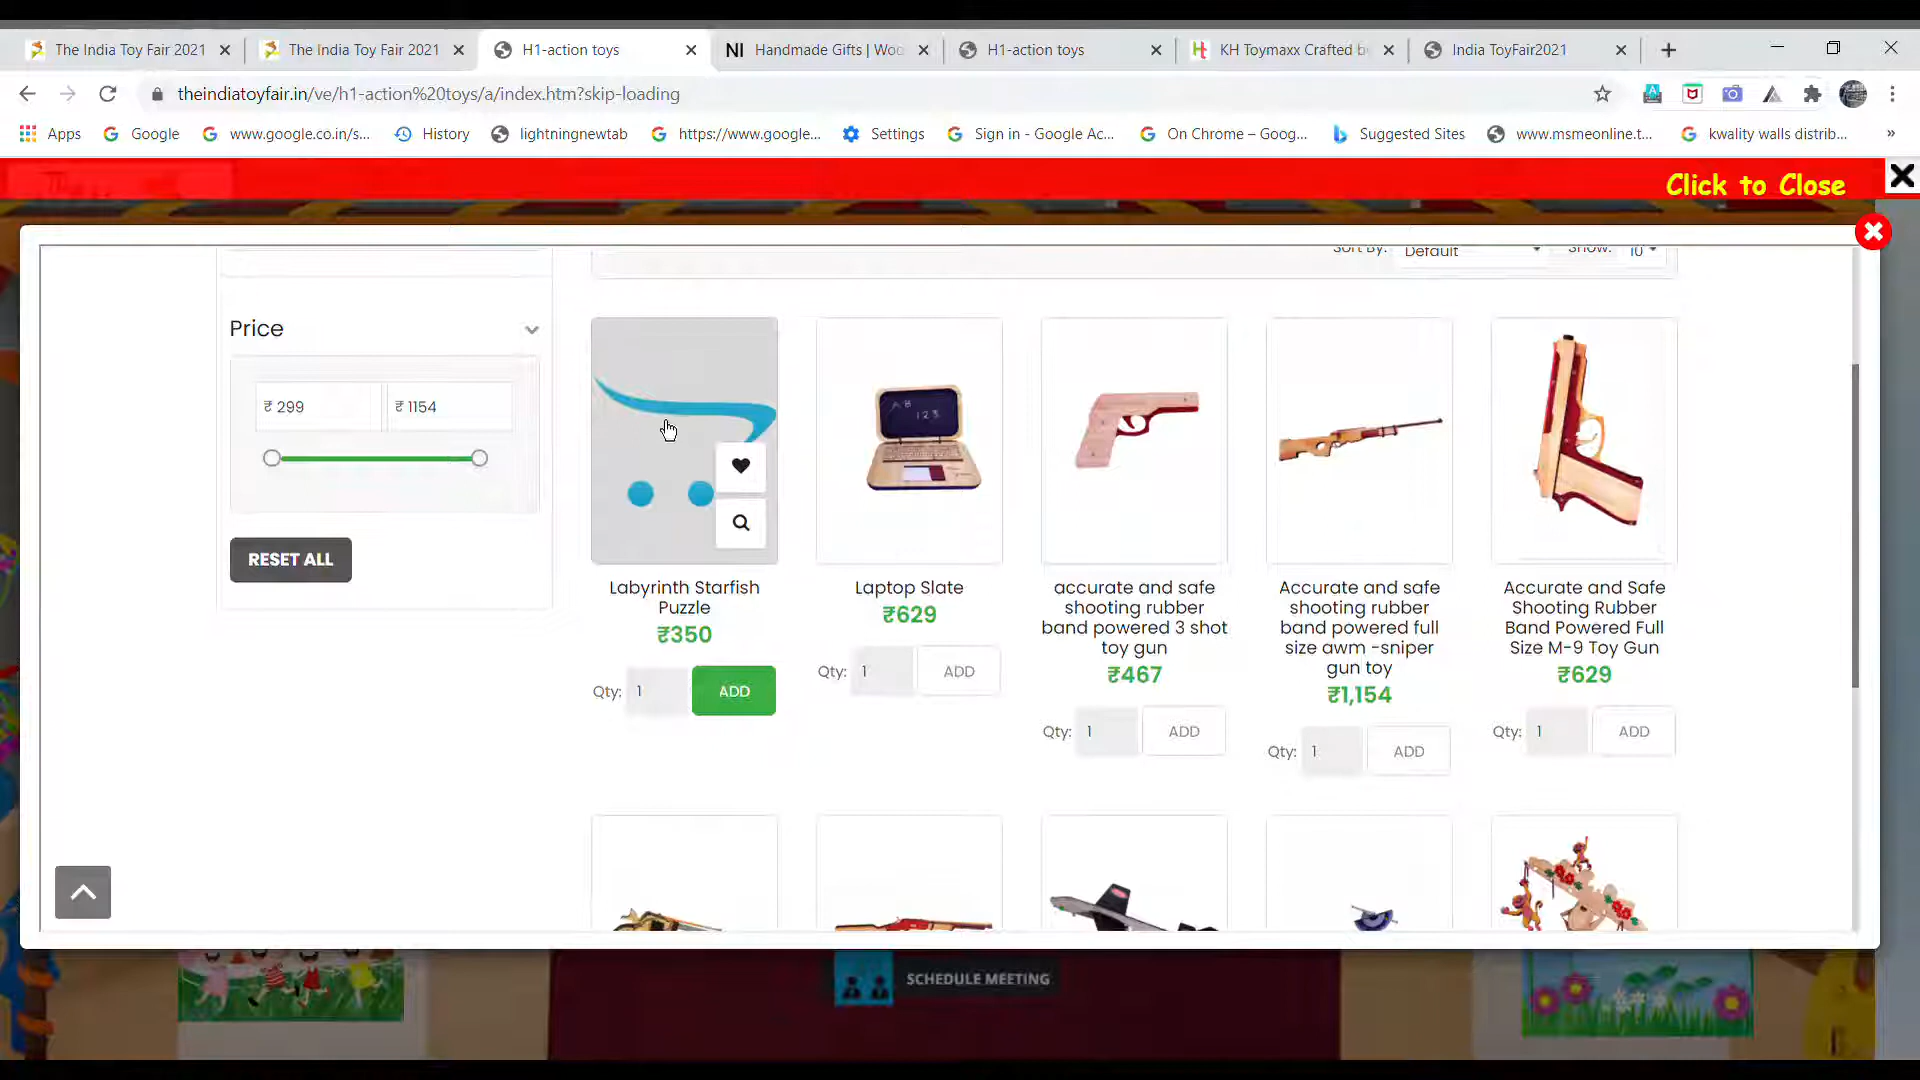 The India Toy Fair 2021
The India Toy Fair 2021
H1-action toys
NI Handmade Gifts | Woo
H1-action toys
KH Toymaxx Crafted b
India ToyFair2021
theindiatoyfair.in/ve/h1-action%20toys/a/index.htm?skip-loading
Apps
Google
www.google.co.in/s...
History
lightningnewtab
https://www.google...
Settings
Sign in - Google Ac...
On Chrome – Goog...
Suggested Sites
www.msmeonline.t...
kwality walls distrib...
»
Click to Close
Sort By: Default
Show: 10
Price
₹ 299
₹ 1154
RESET ALL
Labyrinth Starfish
Puzzle
₹350
Qty: 1 ADD
A B
1 2 3
Laptop Slate
₹629
Qty: 1 ADD
accurate and safe
shooting rubber
band powered 3 shot
toy gun
₹467
Qty: 1 ADD
Accurate and safe
shooting rubber
band powered full
size awm -sniper
gun toy
₹1,154
Qty: 1 ADD
Accurate and Safe
Shooting Rubber
Band Powered Full
Size M-9 Toy Gun
₹629
Qty: 1 ADD
SCHEDULE MEETING